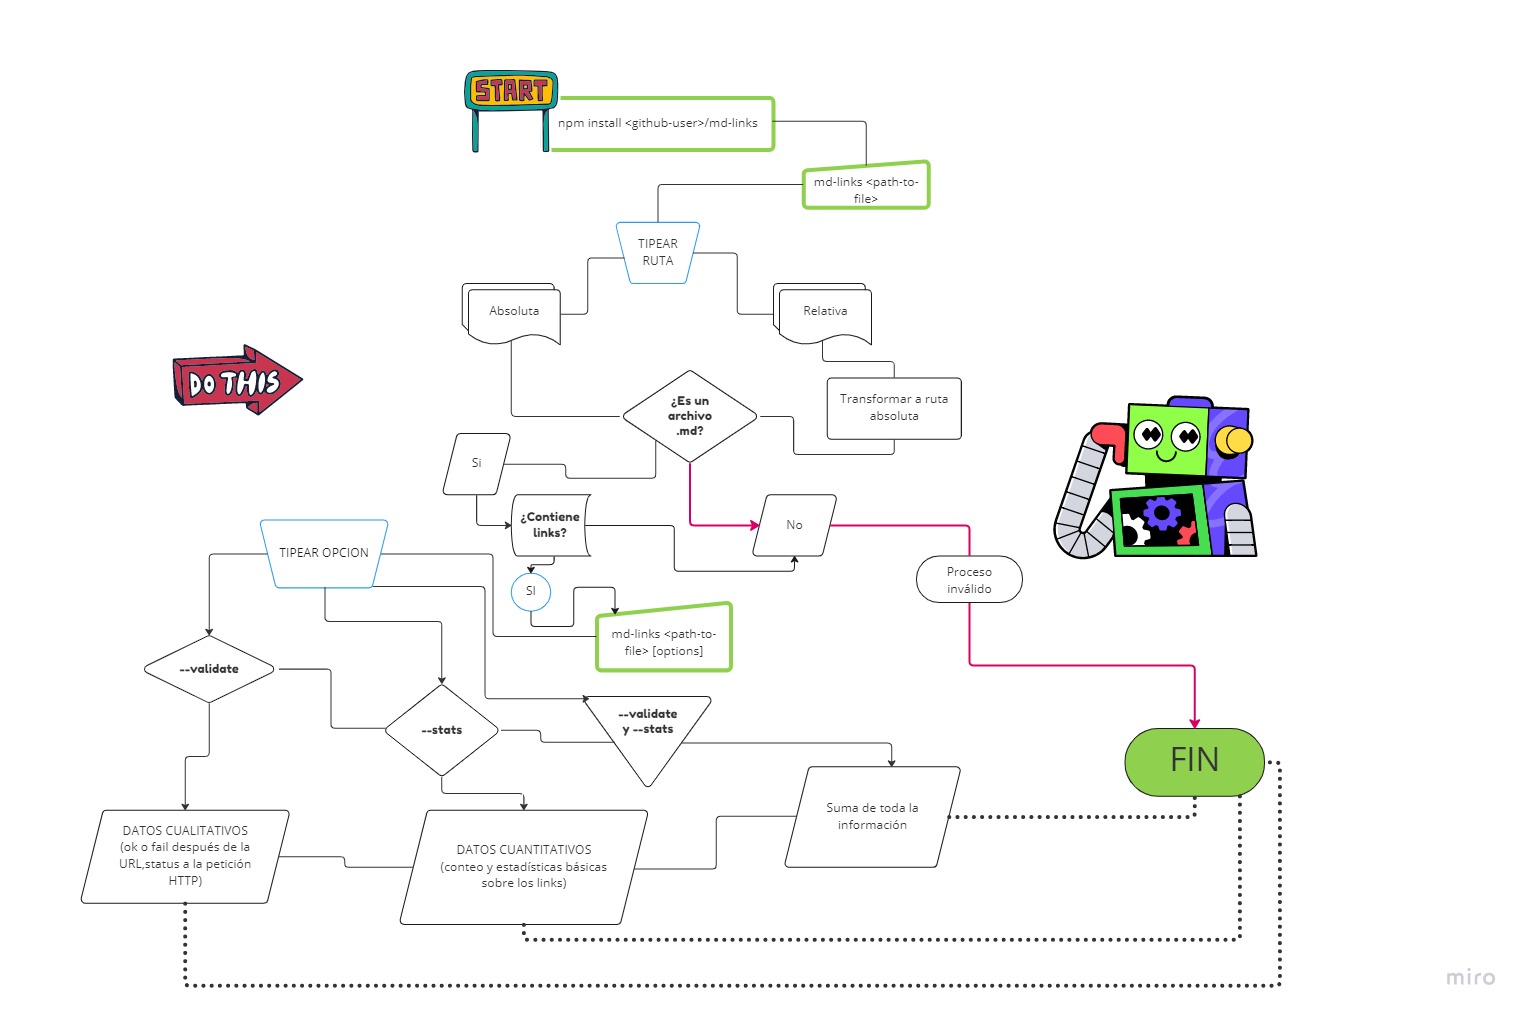 START
npm install <github-user>/md-links
md-links <path-to-
file>
TIPEAR
RUTA
Absoluta
Relativa
DO THIS
¿Es un
archivo
.md?
Transformar a ruta
absoluta
Si
¿Contiene
links?
No
TIPEAR OPCION
SI
Proceso
inválido
md-links <path-to-
file> [options]
--validate
--stats
--validate
y --stats
FIN
Suma de toda la
información
DATOS CUALITATIVOS
(ok o fail después de la
URL,status a la petición
HTTP)
DATOS CUANTITATIVOS
(conteo y estadísticas básicas
sobre los links)
miro